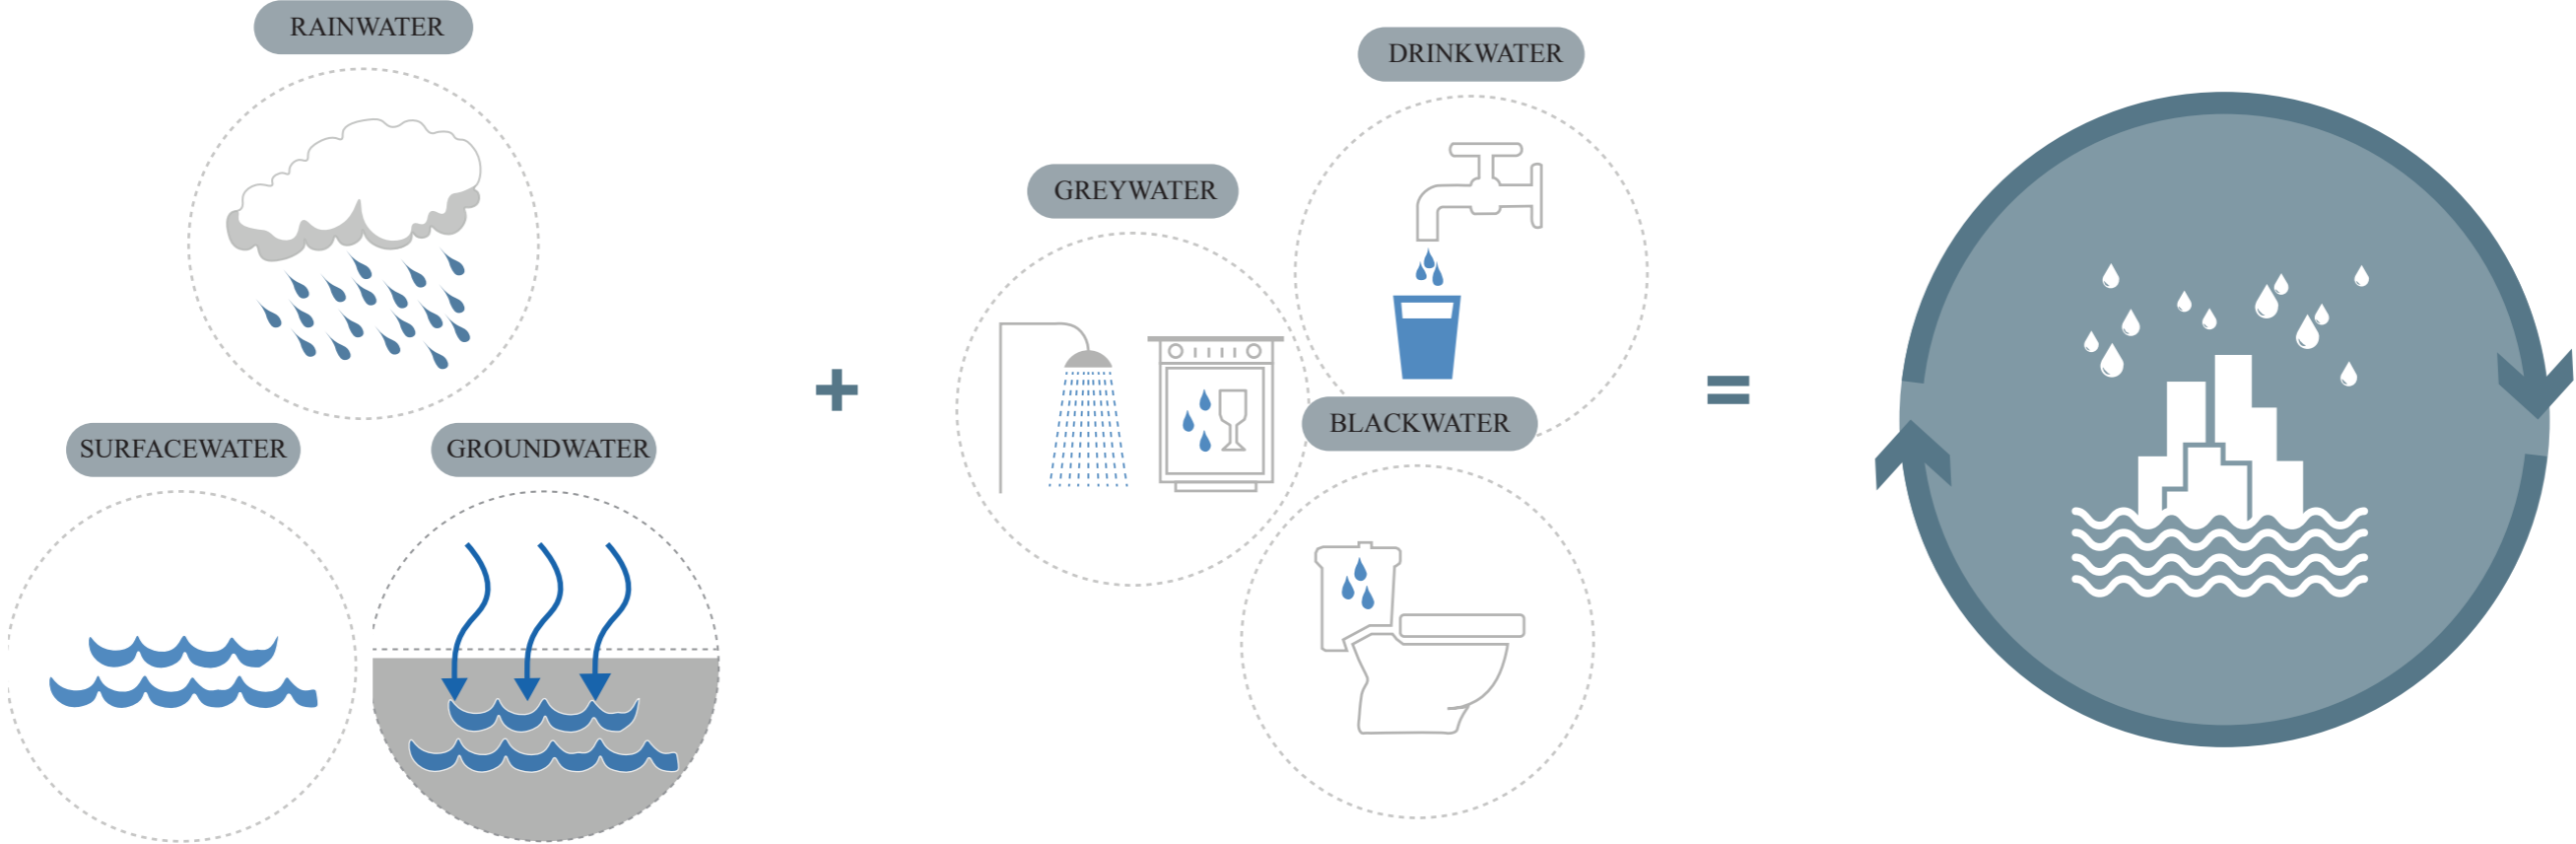 RAINWATER
SURFACEWATER
GROUNDWATER
+
GREYWATER
DRINKWATER
BLACKWATER
=